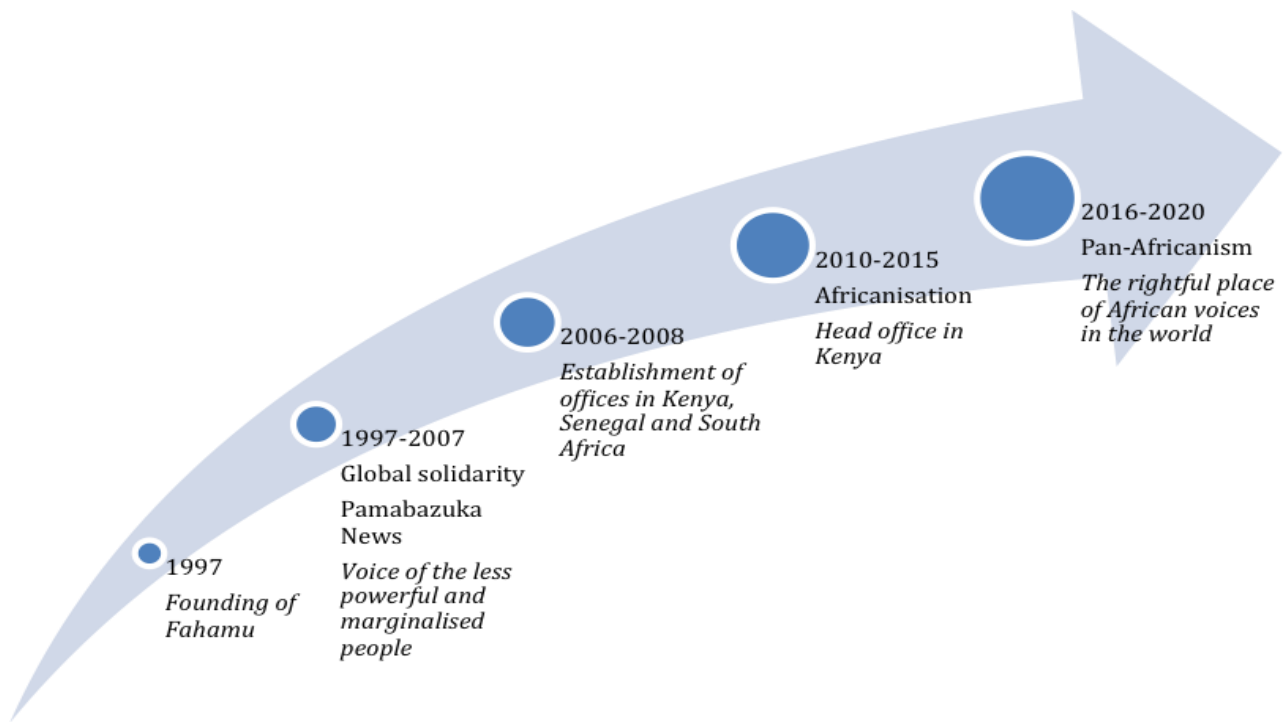 1997
Founding of
Fahamu
1997-2007
Global solidarity
Pamabazuka
News
Voice of the less
powerful and
marginalised
people
2006-2008
Establishment of
offices in Kenya,
Senegal and South
Africa
2010-2015
Africanisation
Head office in
Kenya
2016-2020
Pan-Africanism
The rightful place
of African voices
in the world